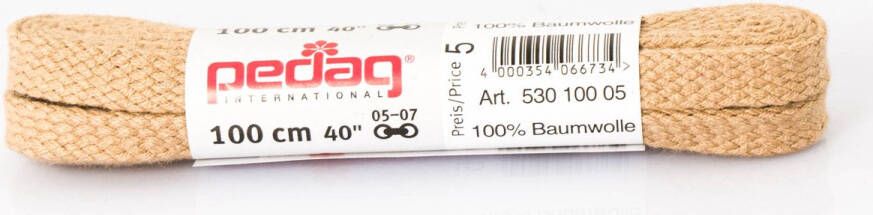 100 cm 40"
pedag®
INTERNATIONAL
05-07
100 cm 40"
Preis/Price 5
100% Baumwolle
4 000354 066734
Art. 530 100 05
100% Baumwolle